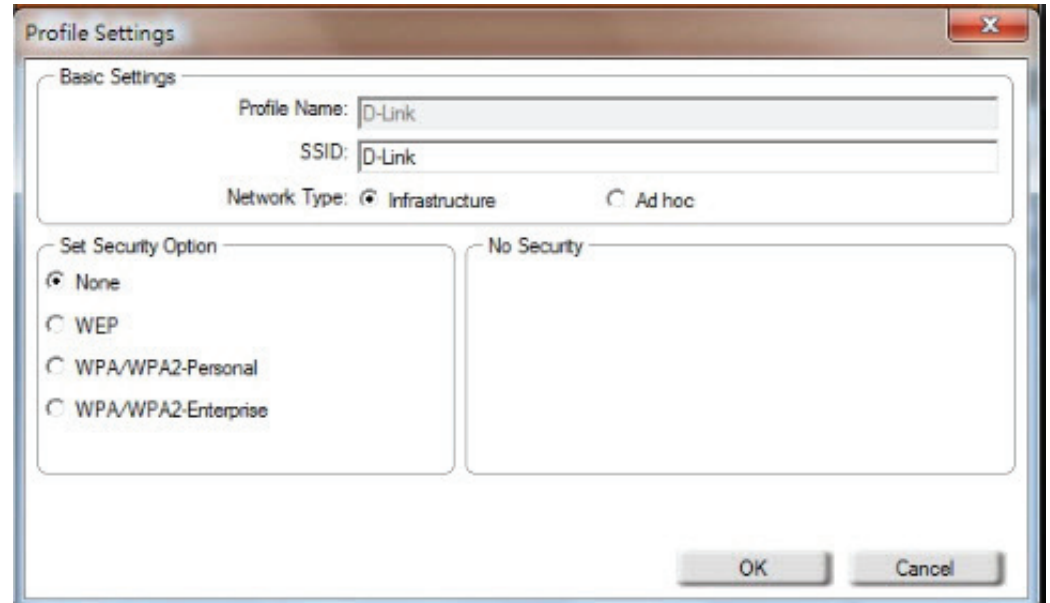 Profile Settings
Basic Settings
Profile Name: D-Link
SSID: D-Link
Network Type: Infrastructure Ad hoc
Set Security Option
None
WEP
WPA/WPA2-Personal
WPA/WPA2-Enterprise
No Security
OK Cancel